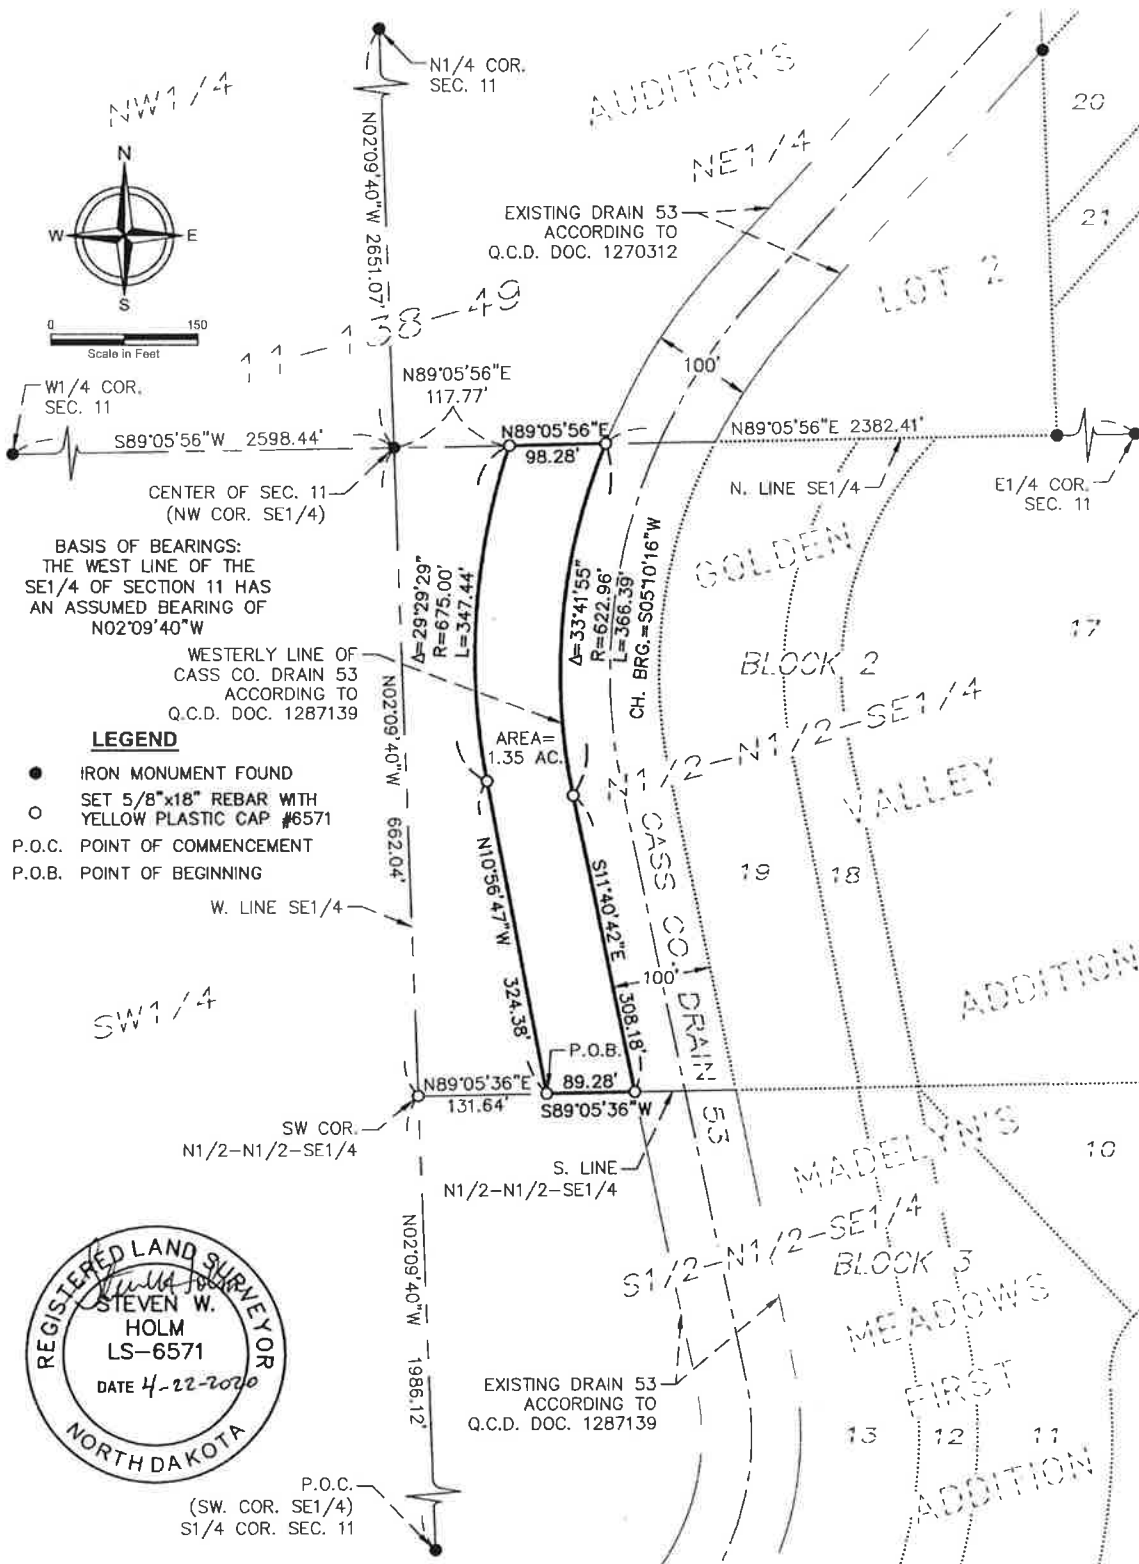 N1/4 COR.
SEC. 11
NW1/4
AUDITOR'S
NE1/4
20
21
LOT 2
N
W
E
S
0
150
Scale in Feet
N02°09'40"W 2651.07'
EXISTING DRAIN 53
ACCORDING TO
Q.C.D. DOC. 1270312
11-138-49
100'
W1/4 COR.
SEC. 11
N89°05'56"E
117.77'
S89°05'56"W 2598.44'
N89°05'56"E
98.28'
N89°05'56"E 2382.41'
CENTER OF SEC. 11
(NW COR. SE1/4)
N. LINE SE1/4
E1/4 COR.
SEC. 11
BASIS OF BEARINGS:
THE WEST LINE OF THE
SE1/4 OF SECTION 11 HAS
AN ASSUMED BEARING OF
N02°09'40"W
Δ=29°29'29"
R=675.00'
L=347.44'
Δ=33°41'55"
R=622.96'
L=366.39'
CH. BRG.=S05°10'16"W
GOLDEN
17
BLOCK 2
WESTERLY LINE OF
CASS CO. DRAIN 53
ACCORDING TO
Q.C.D. DOC. 1287139
N1/2-N1/2-SE1/4
AREA=
1.35 AC.
VALLEY
LEGEND
IRON MONUMENT FOUND
SET 5/8"x18" REBAR WITH
YELLOW PLASTIC CAP #6571
P.O.C. POINT OF COMMENCEMENT
P.O.B. POINT OF BEGINNING
N02°09'40"W 662.04'
W. LINE SE1/4
N10°56'47"W 324.38'
S11°40'42"E 308.18'
CASS CO. DRAIN 53
19
18
100'
ADDITION
SW1/4
P.O.B.
N89°05'36"E
131.64'
89.28'
S89°05'36"W
SW COR.
N1/2-N1/2-SE1/4
S. LINE
N1/2-N1/2-SE1/4
MADELYN'S
10
S1/2-N1/2-SE1/4
BLOCK 3
MEADOWS
FIRST
N02°09'40"W 1986.12'
REGISTERED LAND SURVEYOR
STEVEN W.
HOLM
LS-6571
DATE 4-22-2020
NORTH DAKOTA
EXISTING DRAIN 53
ACCORDING TO
Q.C.D. DOC. 1287139
13
12
11
ADDITION
P.O.C.
(SW. COR. SE1/4)
S1/4 COR. SEC. 11